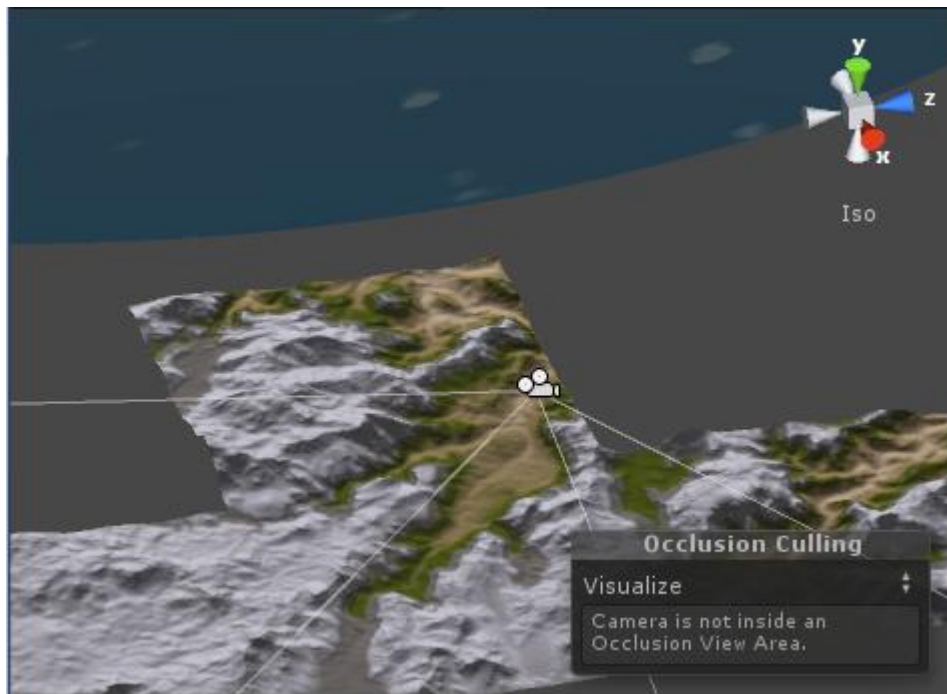 y
z
x
Iso
Occlusion Culling
Visualize
Camera is not inside an
Occlusion View Area.